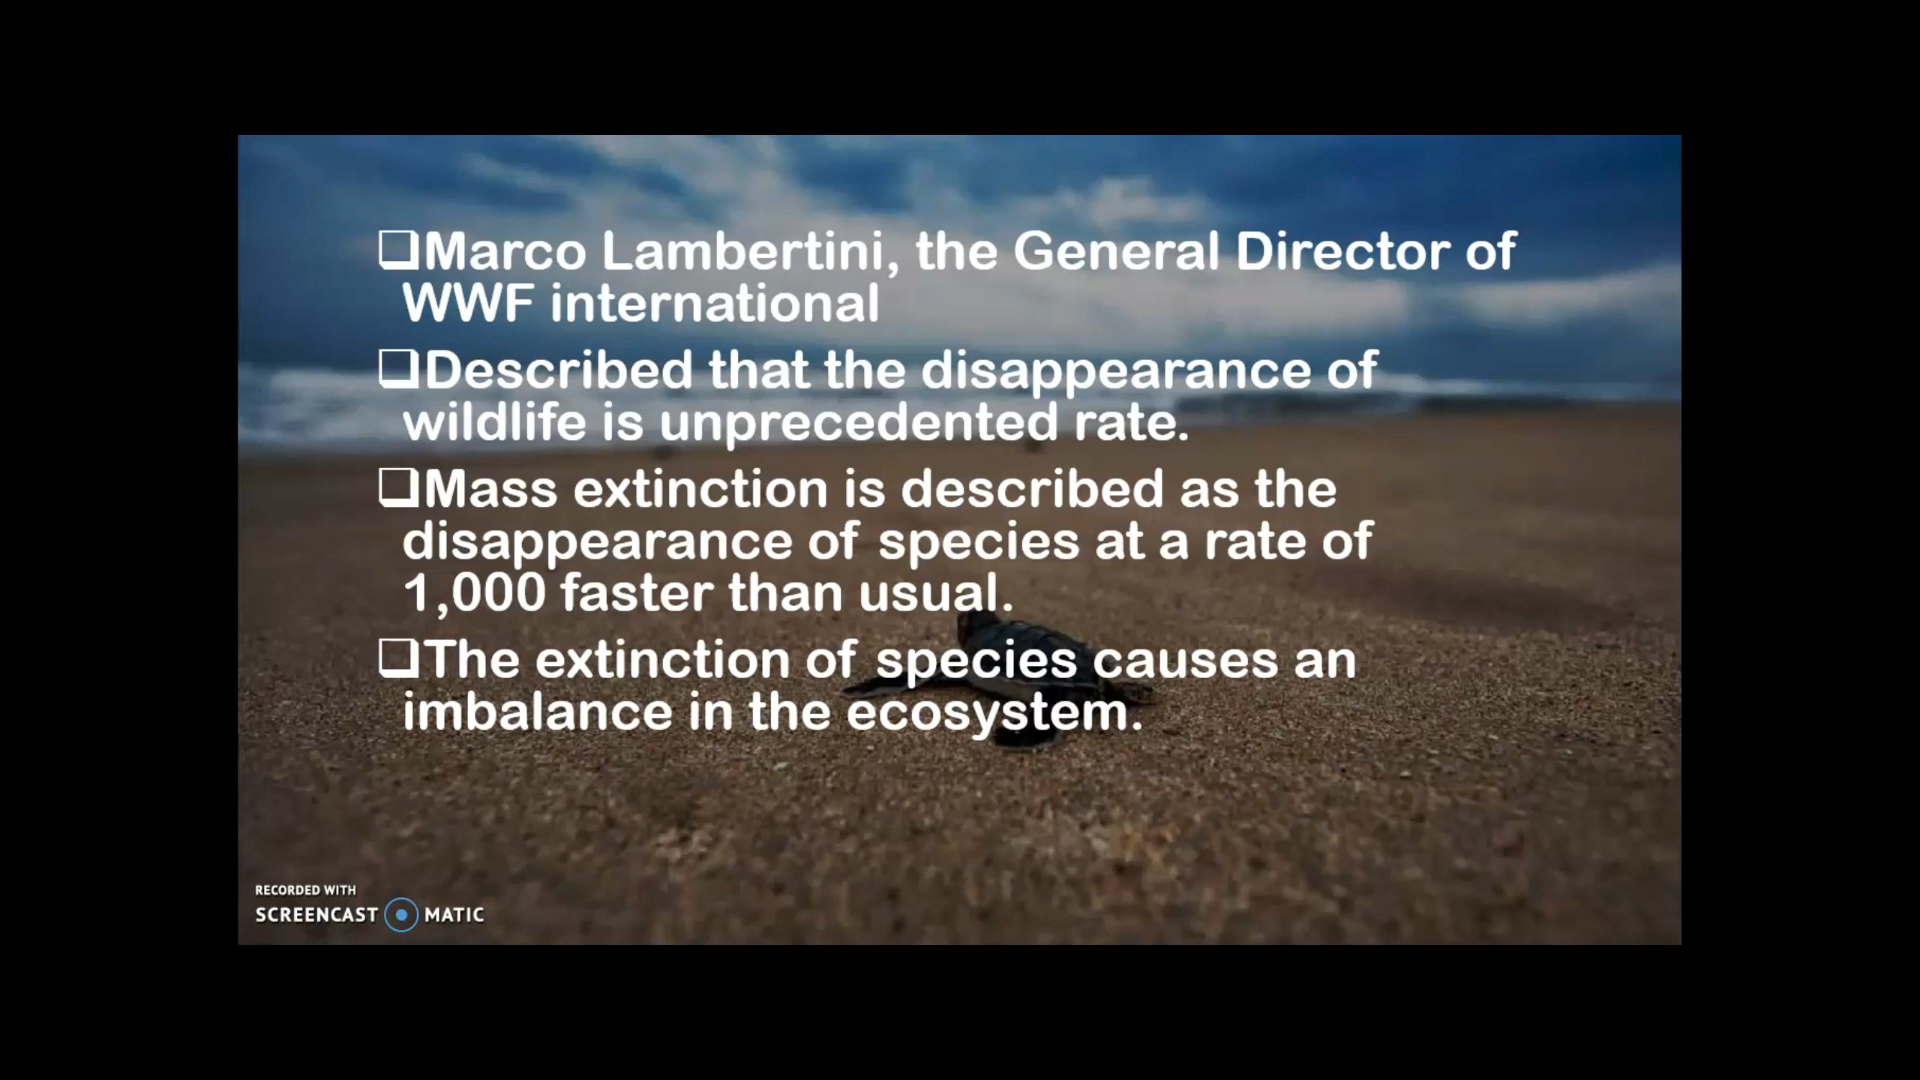 ❑Marco Lambertini, the General Director of
WWF international
❑Described that the disappearance of
wildlife is unprecedented rate.
❑Mass extinction is described as the
disappearance of species at a rate of
1,000 faster than usual.
❑The extinction of species causes an
imbalance in the ecosystem.
RECORDED WITH
SCREENCAST MATIC